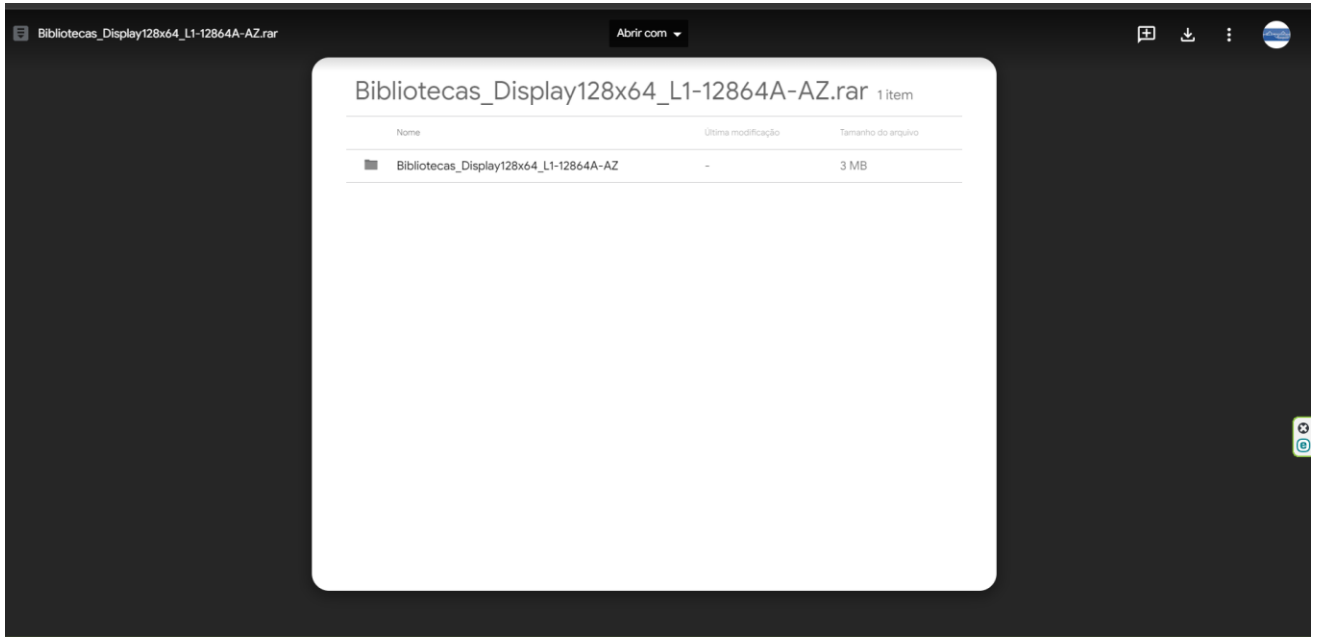 Bibliotecas_Display128x64_L1-12864A-AZ.rar
Abrir com
Bibliotecas_Display128x64_L1-12864A-AZ.rar 1 item
Nome Última modificação Tamanho do arquivo
Bibliotecas_Display128x64_L1-12864A-AZ - 3 MB